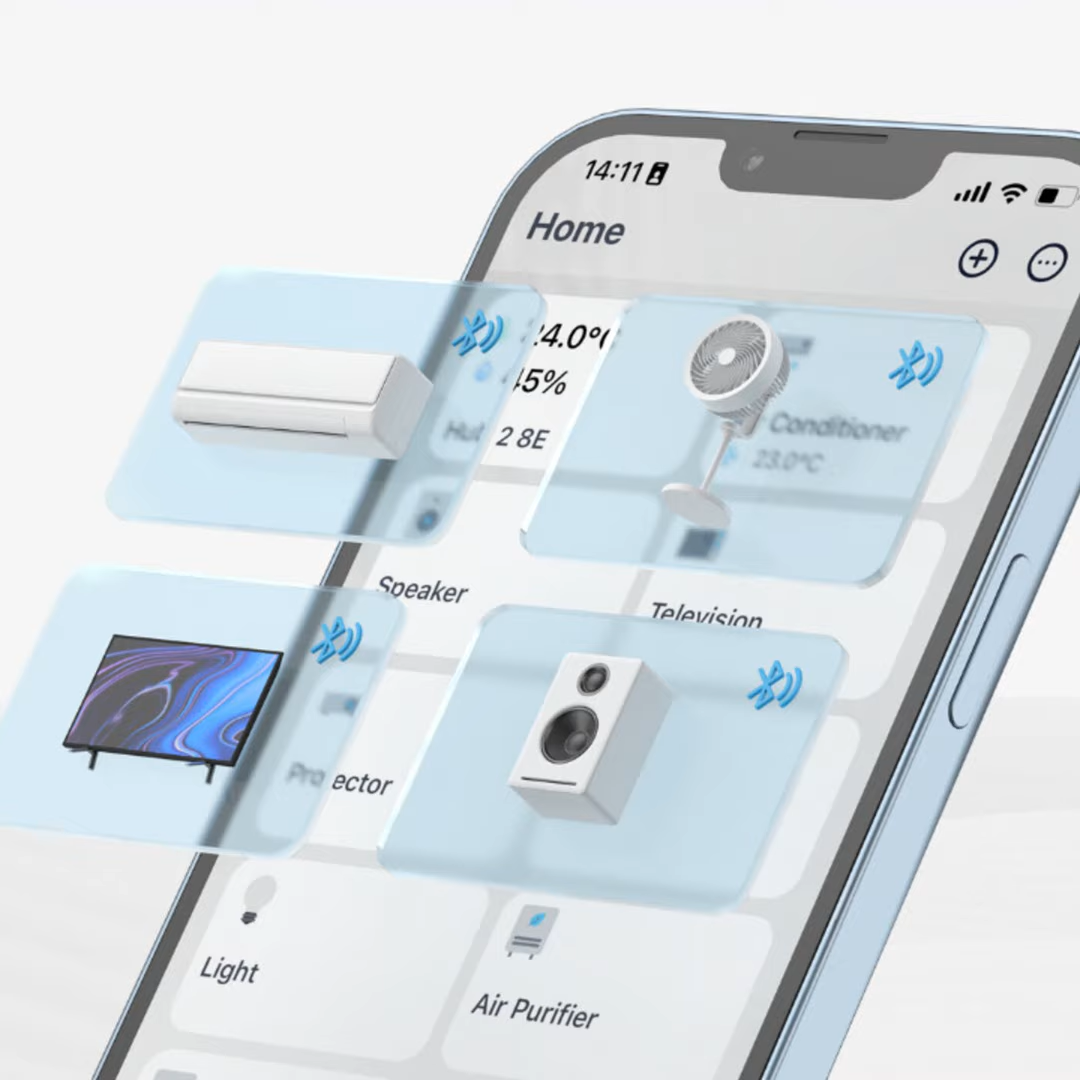 14:11
Home
24.0°C
45%
Hub 2 8E
Conditioner
23.0°C
Speaker
Television
Projector
Light
Air Purifier